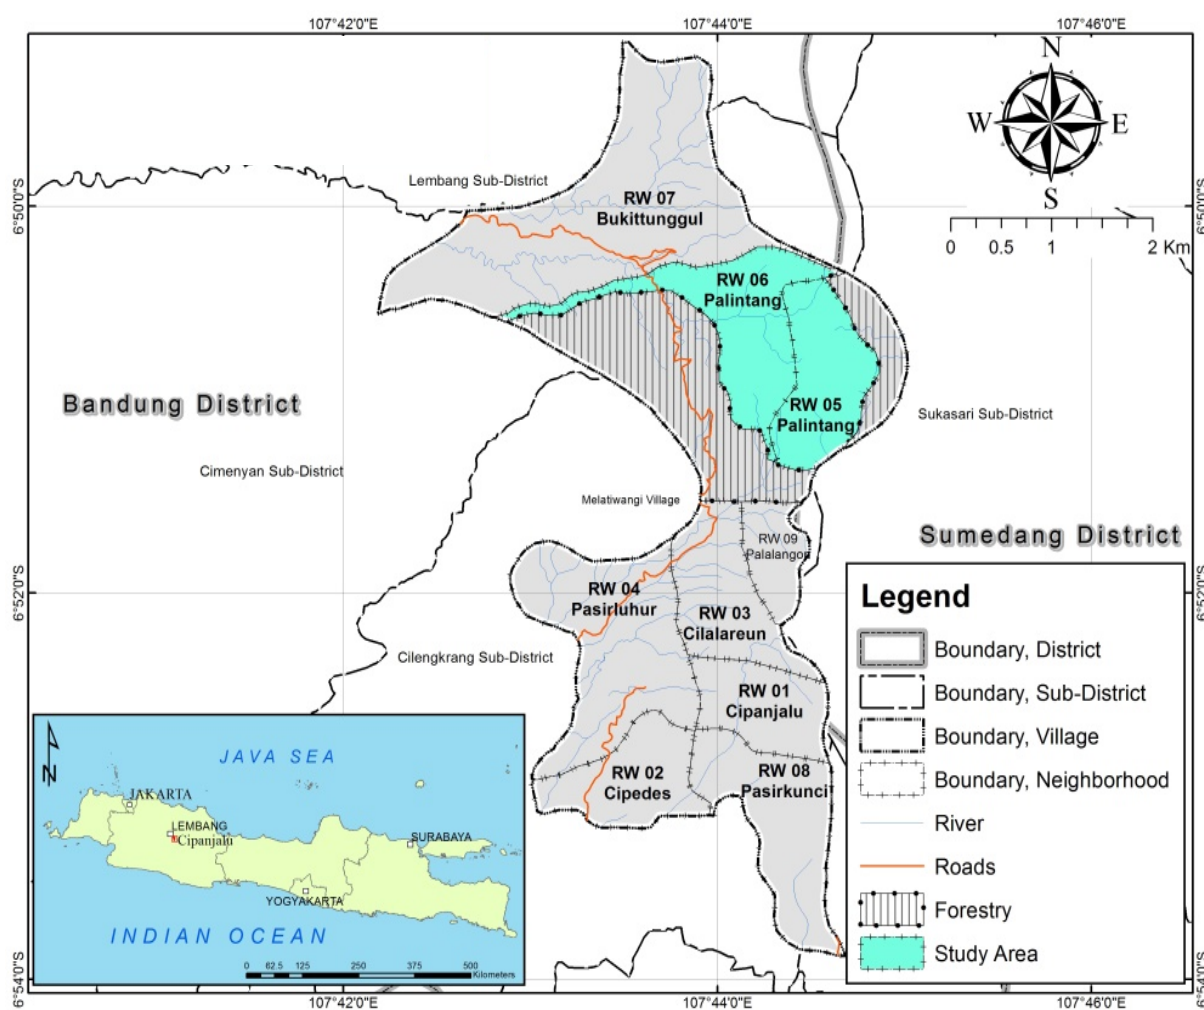 107°42'0"E
107°44'0"E
107°46'0"E
N
W
E
S
6°50'0"S
6°50'0"S
0 0.5 1 2 Km
Lembang Sub-District
RW 07
Bukittunggul
RW 06
Palintang
RW 05
Palintang
Bandung District
Sukasari Sub-District
Cimenyan Sub-District
Melatiwangi Village
Sumedang District
RW 09
Palalangon
6°52'0"S
6°52'0"S
RW 04
Pasirluhur
RW 03
Cilalareun
Cilengkrang Sub-District
RW 01
Cipanjalu
RW 02
Cipedes
RW 08
Pasirkunci
Legend
Boundary, District
Boundary, Sub-District
Boundary, Village
Boundary, Neighborhood
River
Roads
Forestry
Study Area
N
JAVA SEA
JAKARTA
LEMBANG
Cipanjalu
SURABAYA
YOGYAKARTA
INDIAN OCEAN
0 62.5 125 250 375 500
Kilometers
6°54'0"S
6°54'0"S
107°42'0"E
107°44'0"E
107°46'0"E